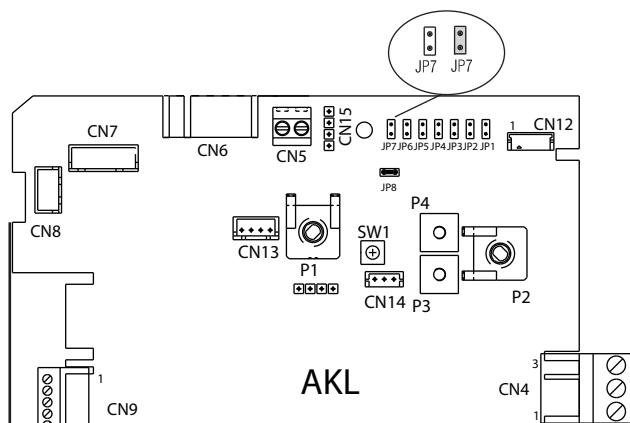 JP7 JP7
CN7
CN6
CN5
CN15
JP7 JP6 JP5 JP4 JP3 JP2 JP1
1 CN12
JP8
CN8
CN13
P1
SW1
P4
CN14
P3
P2
AKL
1
CN9
3
CN4
1